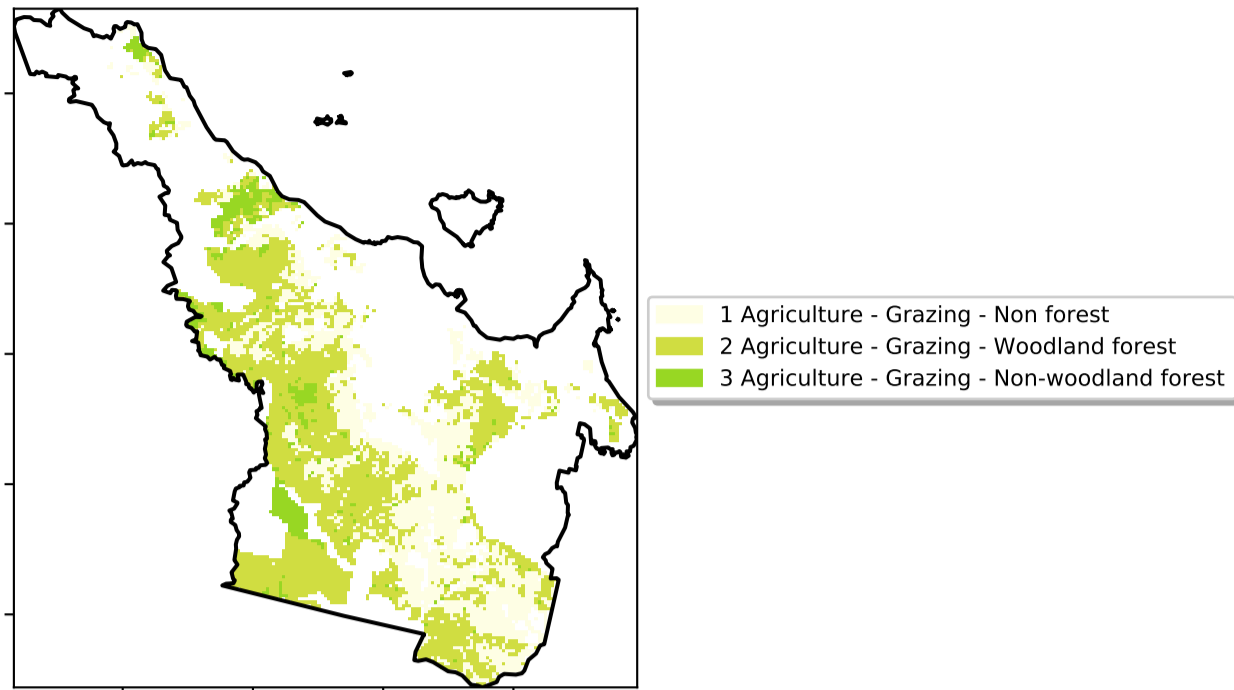 1 Agriculture - Grazing - Non forest
2 Agriculture - Grazing - Woodland forest
3 Agriculture - Grazing - Non-woodland forest